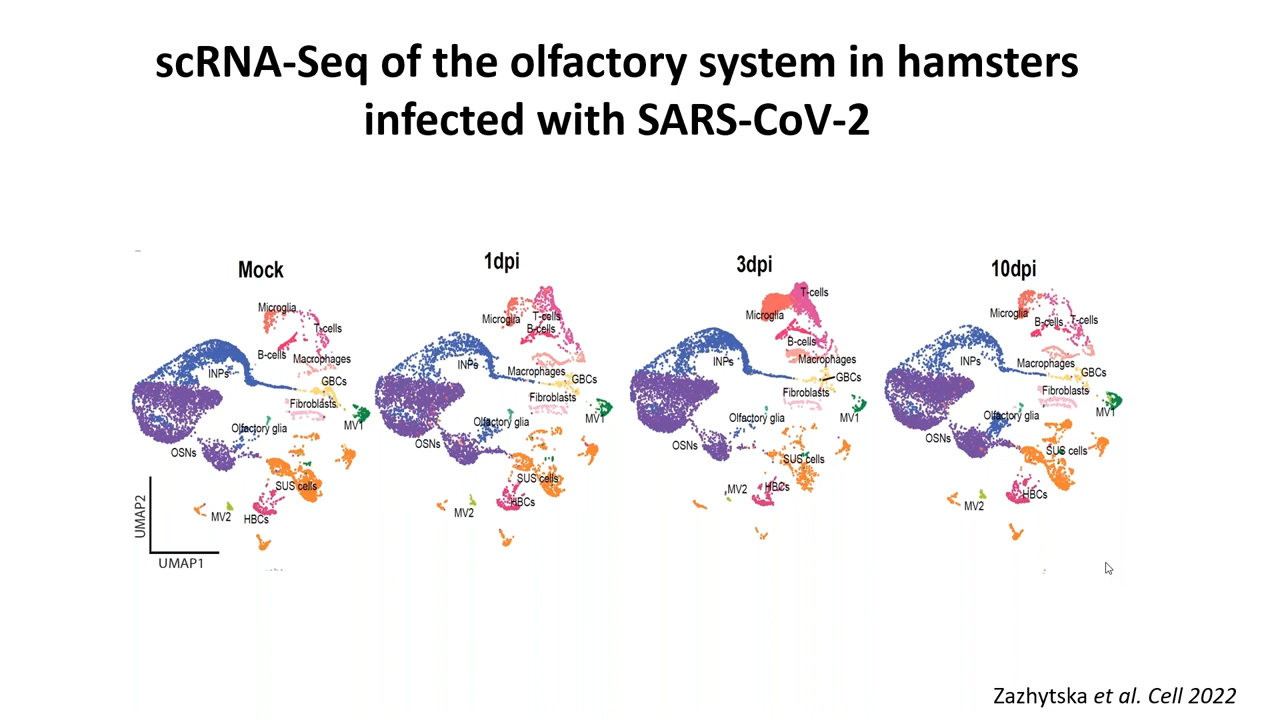 scRNA-Seq of the olfactory system in hamsters
infected with SARS-CoV-2
Mock
Microglia
T-cells
B-cells
Macrophages
INPs
GBCs
Fibroblasts
MV1
Olfactory glia
OSNs
SUS cells
MV2
HBCs
UMAP2
UMAP1
1dpi
Microglia
T-cells
B-cells
INPs
Macrophages
GBCs
Fibroblasts
MV1
Olfactory glia
OSNs
SUS cells
HBCs
MV2
3dpi
T-cells
Microglia
B-cells
Macrophages
INPs
GBCs
Fibroblasts
MV1
Olfactory glia
OSNs
SUS cells
HBCs
MV2
10dpi
Microglia
B-cells
T-cells
INPs
Macrophages
GBCs
Fibroblasts
MV1
Olfactory glia
OSNs
SUS cells
HBCs
MV2
Zazhytska et al. Cell 2022